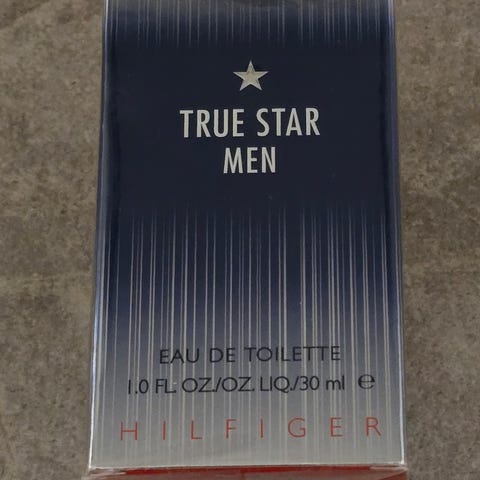 TRUE STAR
MEN
EAU DE TOILETTE
1.0 FL. OZ./OZ. LIQ./30 ml ℮
HILFIGER